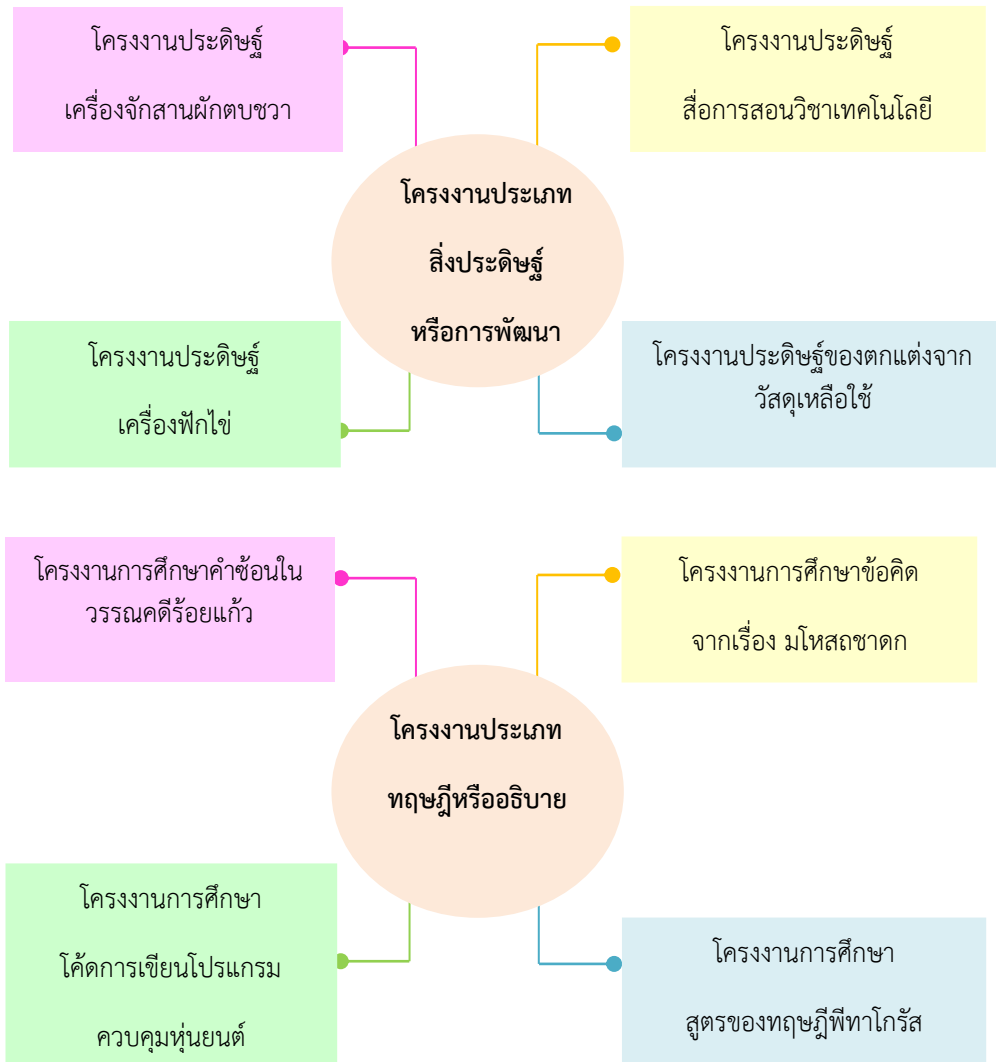 โครงงานประดิษฐ์
เครื่องจักสานผักตบชวา
โครงงานประดิษฐ์
สื่อการสอนวิชาเทคโนโลยี
โครงงานประเภท
สิ่งประดิษฐ์
หรือการพัฒนา
โครงงานประดิษฐ์
เครื่องฟักไข่
โครงงานประดิษฐ์ของตกแต่งจาก
วัสดุเหลือใช้
โครงงานการศึกษาคำซ้อนใน
วรรณคดีร้อยแก้ว
โครงงานการศึกษาข้อคิด
จากเรื่อง มโหสถชาดก
โครงงานประเภท
ทฤษฎีหรืออธิบาย
โครงงานการศึกษา
โค้ดการเขียนโปรแกรม
ควบคุมหุ่นยนต์
โครงงานการศึกษา
สูตรของทฤษฎีพีทาโกรัส